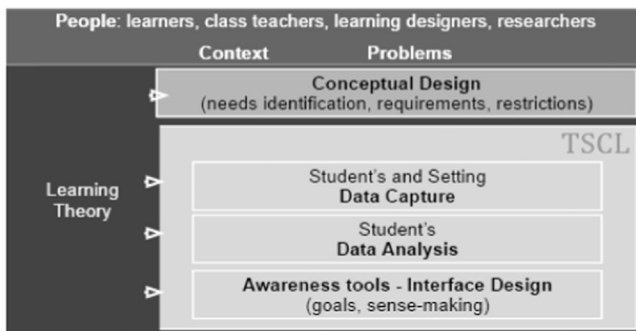 People: learners, class teachers, learning designers, researchers
Context Problems
Conceptual Design
(needs identification, requirements, restrictions)
TSCL
Learning
Theory
Student's and Setting
Data Capture
Student's
Data Analysis
Awareness tools - Interface Design
(goals, sense-making)